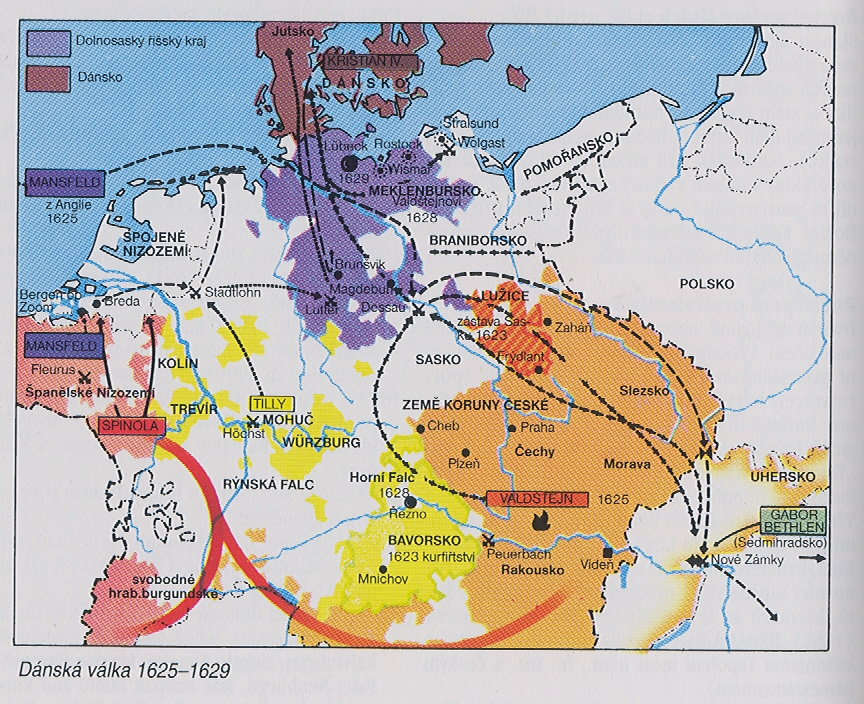 Dolnosaský říšský kraj
Dánsko
Jutsko
KRISTIÁN IV.
DÁNSKO
Stralsund
Wolgast
Lübeck
1629
Rostock
Wismar
POMOŘANSKO
MANSFELD
z Anglie
1625
MEKLENBURSKO
Valdštejnovi
1628
SPOJENÉ
NIZOZEMÍ
BRANIBORSKO
Brunšvik
Magdeburk
POLSKO
Bergen op
Zoom
Breda
Stadtlohn
Lutter
Dessau
LUŽICE
zástava Sas-
ku 1623
Zaháň
MANSFELD
Fleurus
Španělské Nizozemí
KOLÍN
SASKO
Frýdlant
Slezsko
TREVÍR
TILLY
MOHUČ
Höchst
WÜRZBURG
ZEMĚ KORUNY ČESKÉ
SPINOLA
Cheb
Praha
Čechy
Plzeň
Morava
RÝNSKÁ FALC
Horní Falc
1628
Řezno
VALDŠTEJN
1625
UHERSKO
GÁBOR
BETHLEN
(Sedmihradsko)
BAVORSKO
1623 kurfiřtství
Peuerbach
Mnichov
Rakousko
Vídeň
Nové Zámky
svobodné
hrab.burgundské
Dánská válka 1625–1629